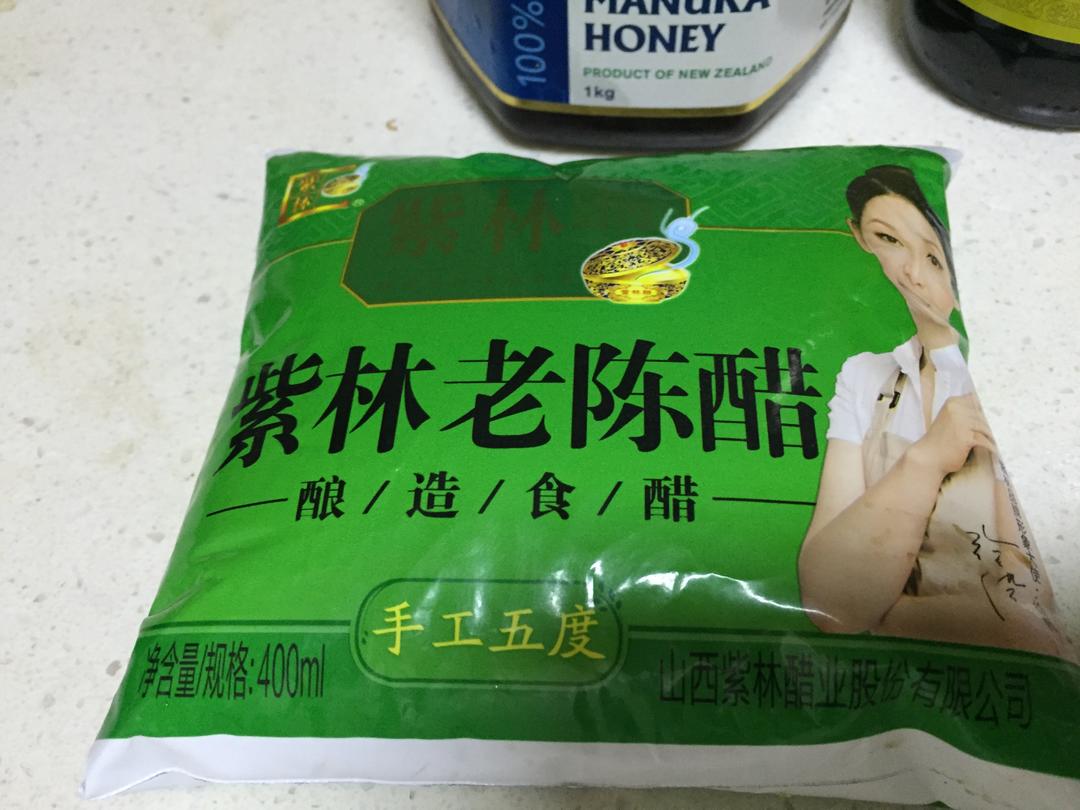 100%
MANUKA
HONEY
PRODUCT OF NEW ZEALAND
1kg
紫林
®
紫林
紫林老陈醋
酿/造/食/醋
手工五度
净含量/规格:400ml
山西紫林醋业股份有限公司